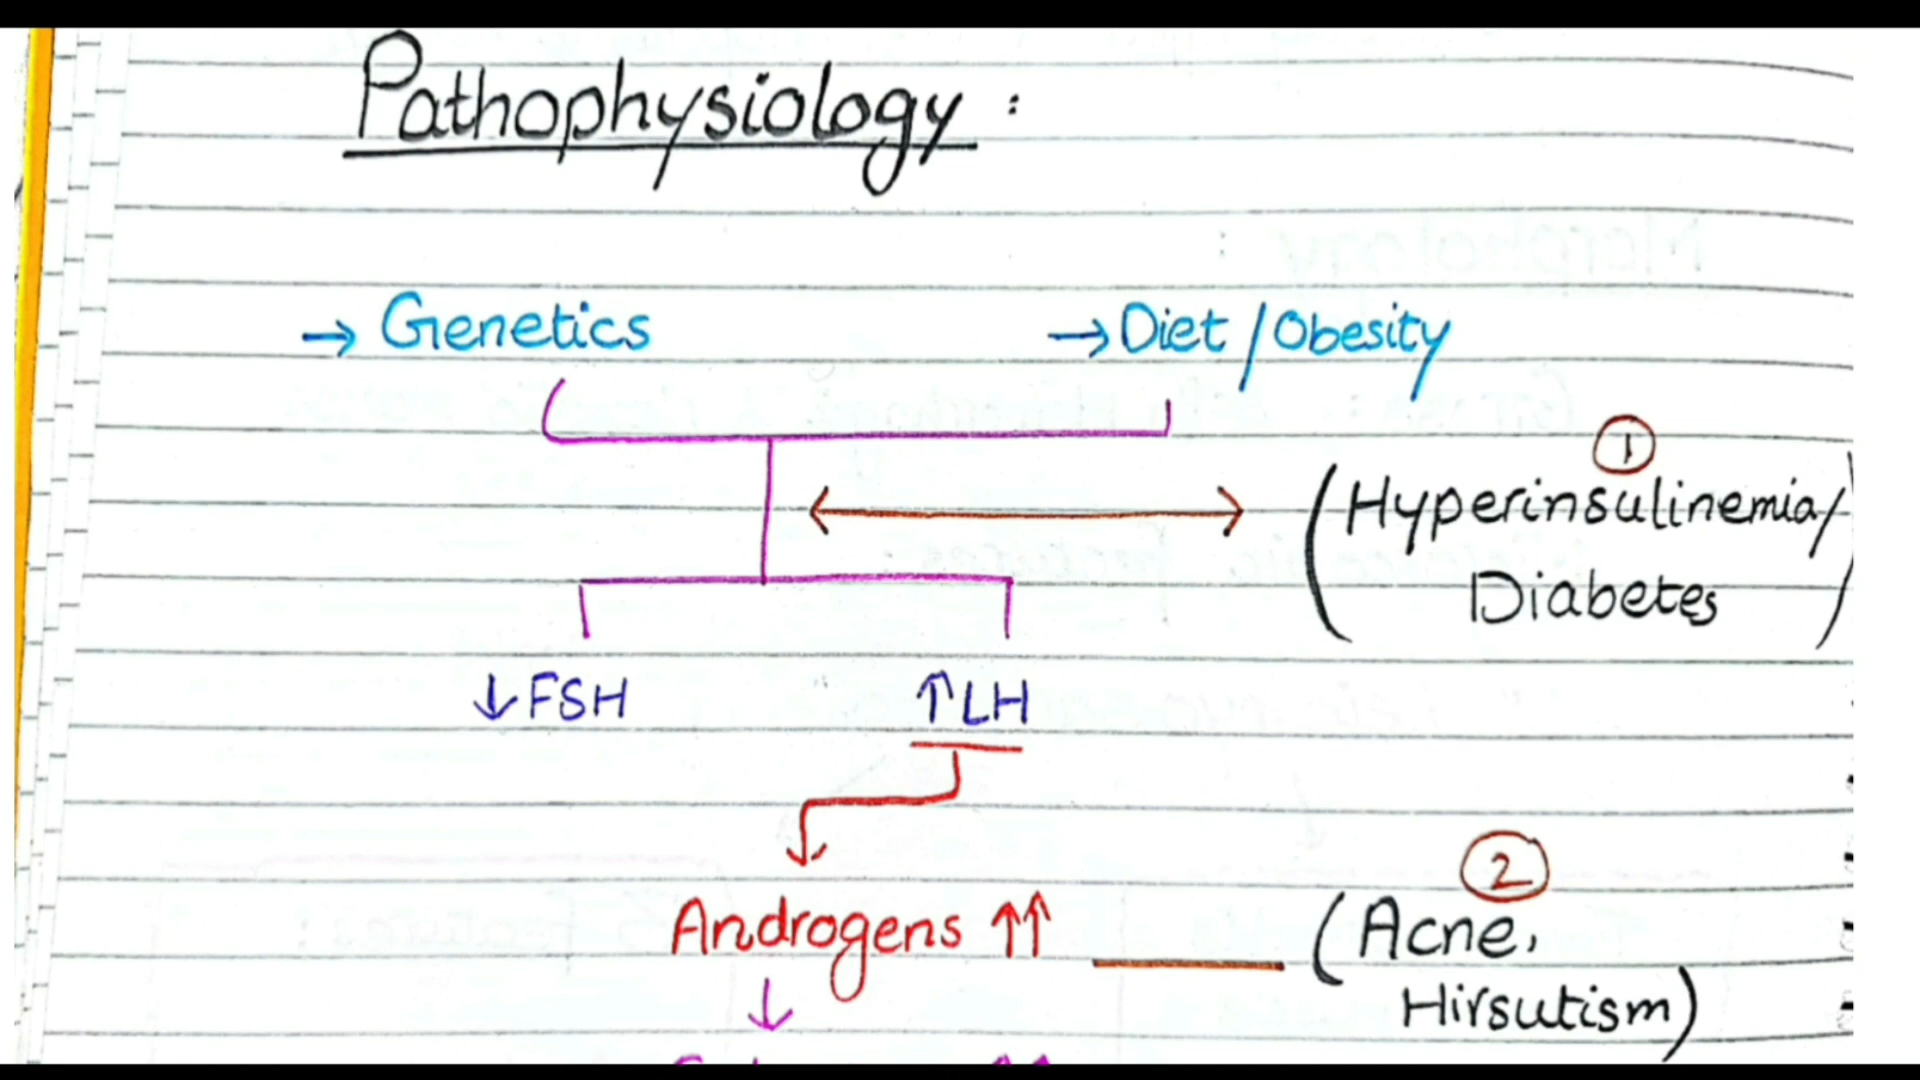 Pathophysiology :
→ Genetics → Diet / Obesity
①
(Hyperinsulinemia/
Diabetes)
↓ FSH ↑ LH
②
Androgens ↑↑ (Acne,
Hirsutism)
↓